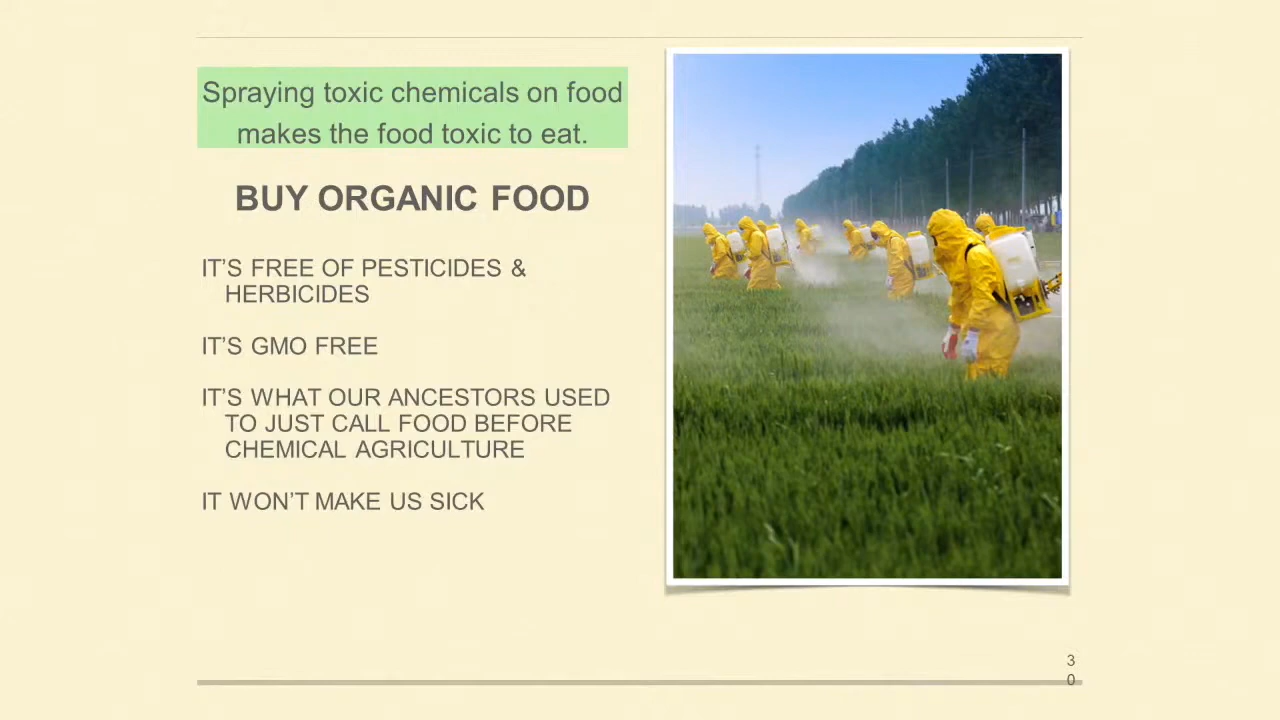 Spraying toxic chemicals on food
makes the food toxic to eat.
BUY ORGANIC FOOD
IT’S FREE OF PESTICIDES &
HERBICIDES
IT’S GMO FREE
IT’S WHAT OUR ANCESTORS USED
TO JUST CALL FOOD BEFORE
CHEMICAL AGRICULTURE
IT WON’T MAKE US SICK
3
0